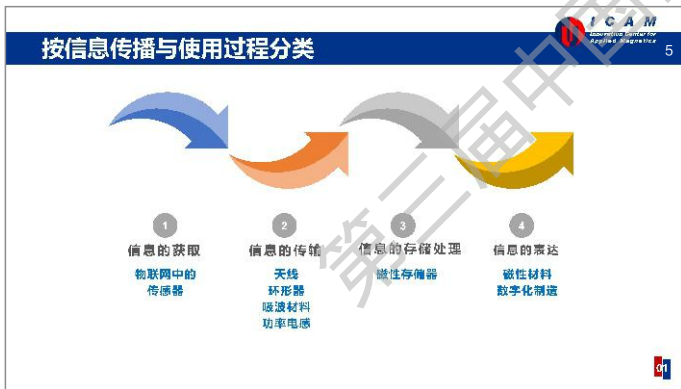 ICAM
Innovation Center for
Applied Magnetics
按信息传播与使用过程分类
5
1
2
3
4
信息的获取
信息的传输
信息的存储处理
信息的表达
物联网中的
传感器
天线
环形器
吸波材料
功率电感
磁性存储器
磁性材料
数字化制造
01
第三届中国